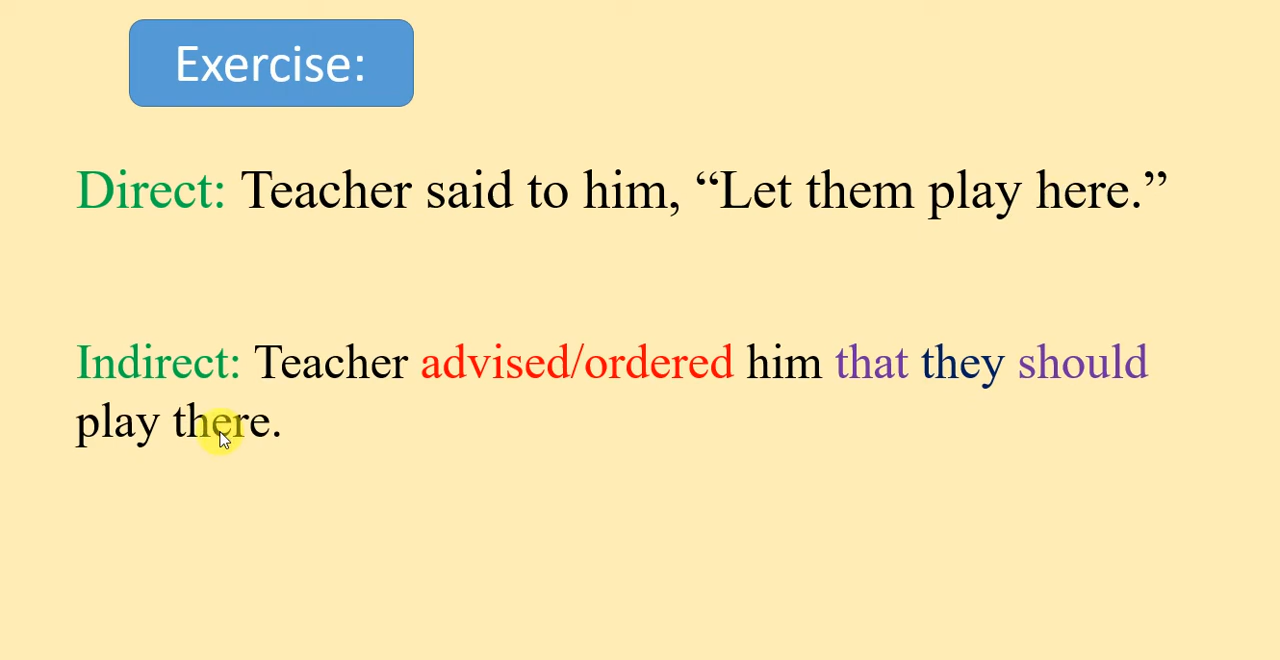 Exercise:
Direct: Teacher said to him, “Let them play here.”
Indirect: Teacher advised/ordered him that they should
play there.